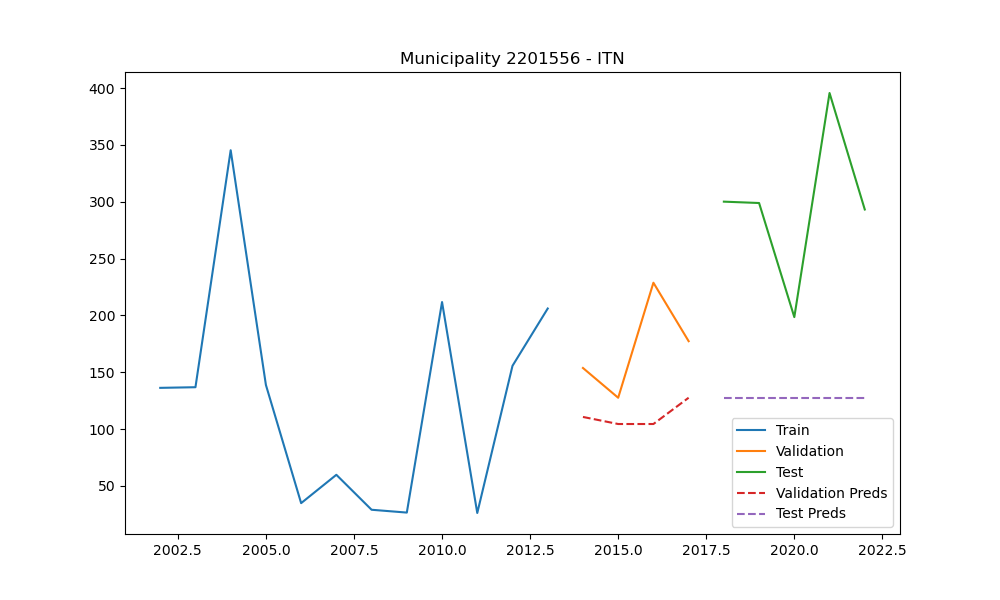 Municipality 2201556 - ITN
400
350
300
250
200
150
100
50
2002.5 2005.0 2007.5 2010.0 2012.5 2015.0 2017.5 2020.0 2022.5
Train
Validation
Test
Validation Preds
Test Preds